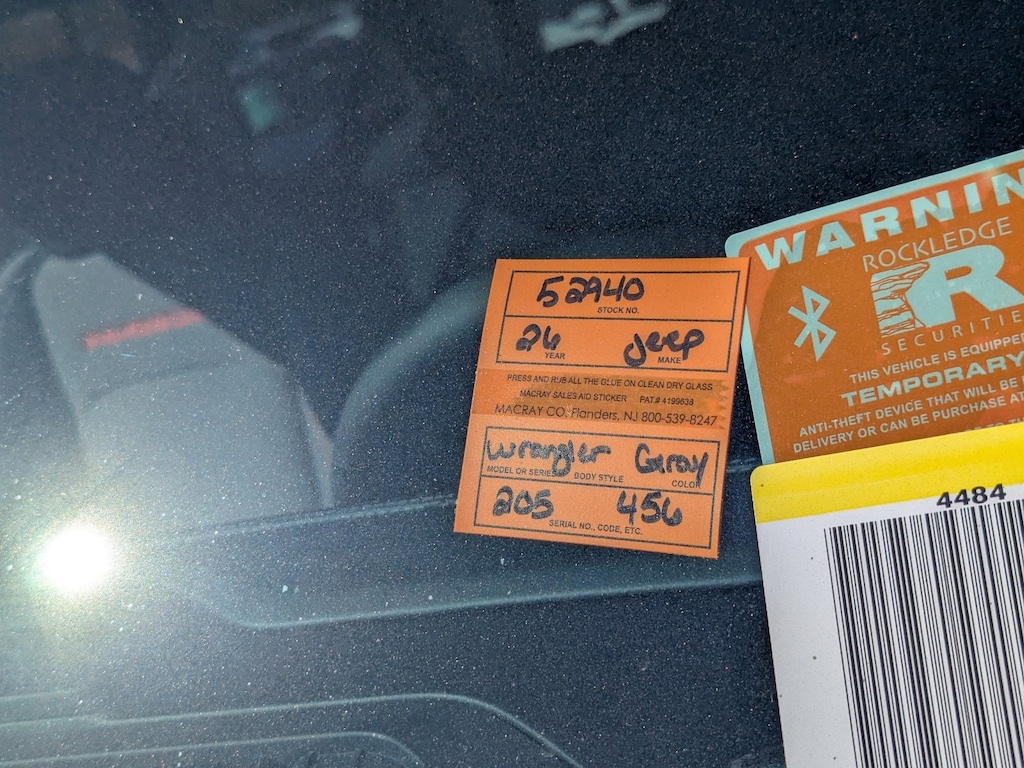 52940
STOCK NO.
26 Jeep
YEAR MAKE
PRESS AND RUB ALL THE GLUE ON CLEAN DRY GLASS
MACRAY SALES AID STICKER PAT.# 4199638
MACRAY CO. Flanders, NJ 800-539-8247
Wrangler Gray
MODEL OR SERIES BODY STYLE COLOR
205 456
SERIAL NO., CODE, ETC.
WARNIN
ROCKLEDGE
R
SECURITIE
THIS VEHICLE IS EQUIPPE
TEMPORARY
ANTI-THEFT DEVICE THAT WILL BE
DELIVERY OR CAN BE PURCHASE AT
4484